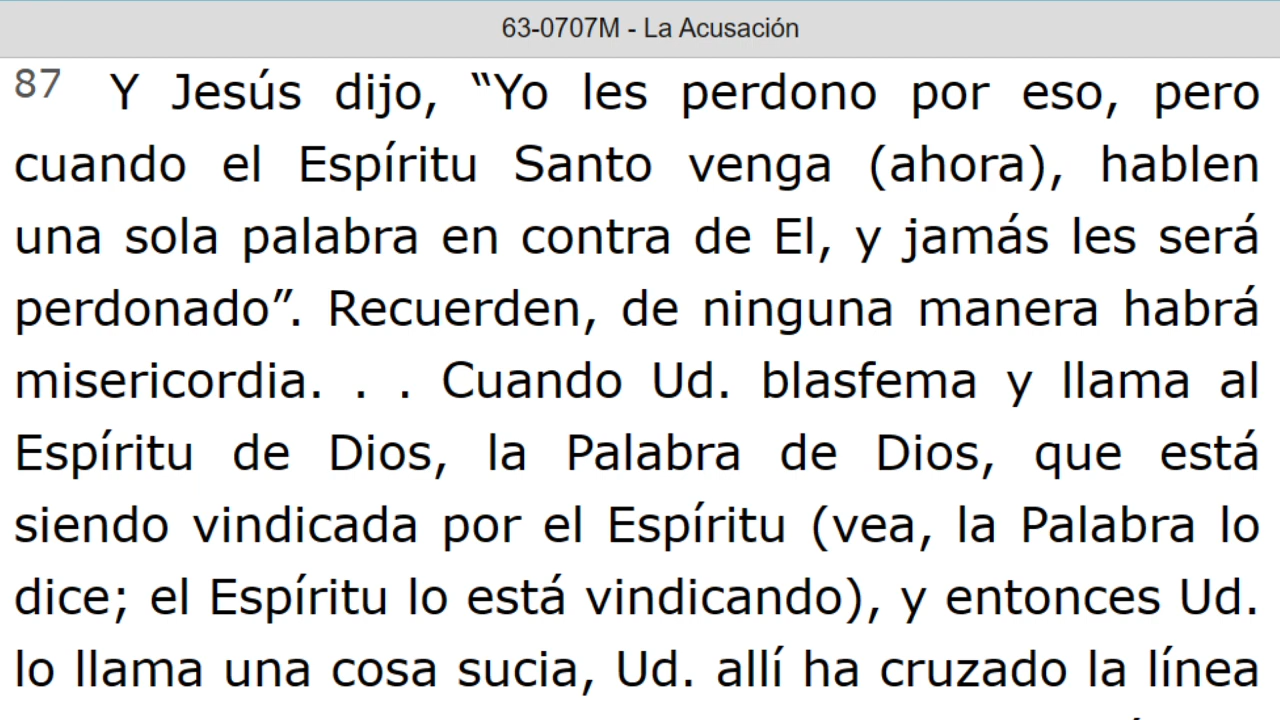 63-0707M - La Acusación
87 Y Jesús dijo, “Yo les perdono por eso, pero
cuando el Espíritu Santo venga (ahora), hablen
una sola palabra en contra de El, y jamás les será
perdonado”. Recuerden, de ninguna manera habrá
misericordia. . . Cuando Ud. blasfema y llama al
Espíritu de Dios, la Palabra de Dios, que está
siendo vindicada por el Espíritu (vea, la Palabra lo
dice; el Espíritu lo está vindicando), y entonces Ud.
lo llama una cosa sucia, Ud. allí ha cruzado la línea